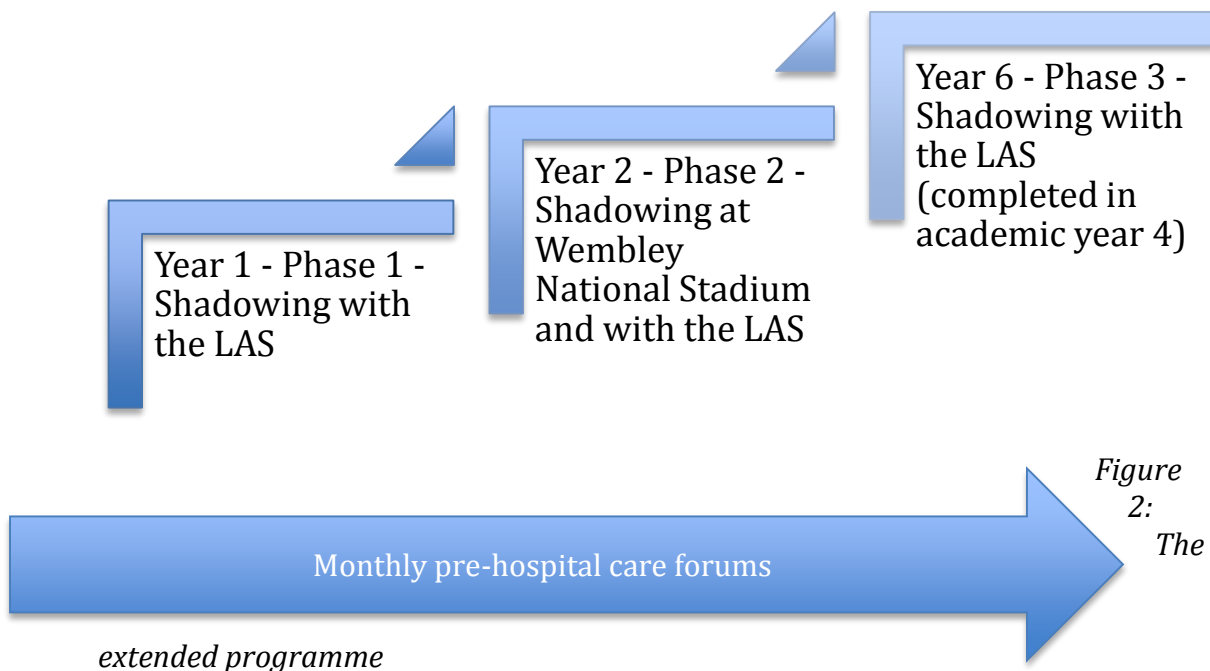 Year 1 - Phase 1 -
Shadowing with
the LAS
Year 2 - Phase 2 -
Shadowing at
Wembley
National Stadium
and with the LAS
Year 6 - Phase 3 -
Shadowing wiith
the LAS
(completed in
academic year 4)
Monthly pre-hospital care forums
Figure
2:
The
extended programme